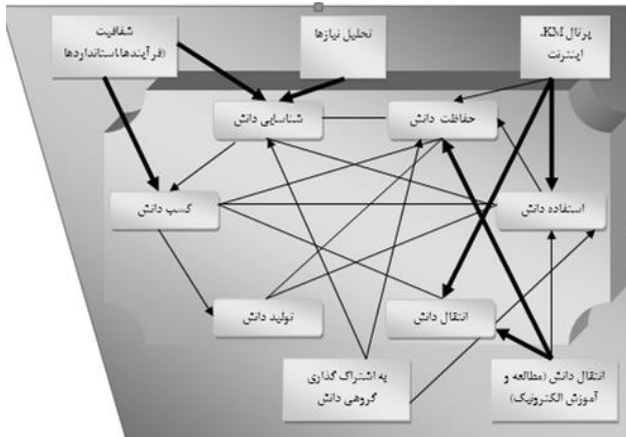 پرتال KM،
اینترنت
تحلیل نیازها
شفافیت
(فرآیندها/استانداردها
حفاظت دانش
شناسایی دانش
استفاده دانش
کسب دانش
انتقال دانش
تولید دانش
انتقال دانش (مطالعه و
آموزش الکترونیک)
به اشتراک گذاری
گروهی دانش